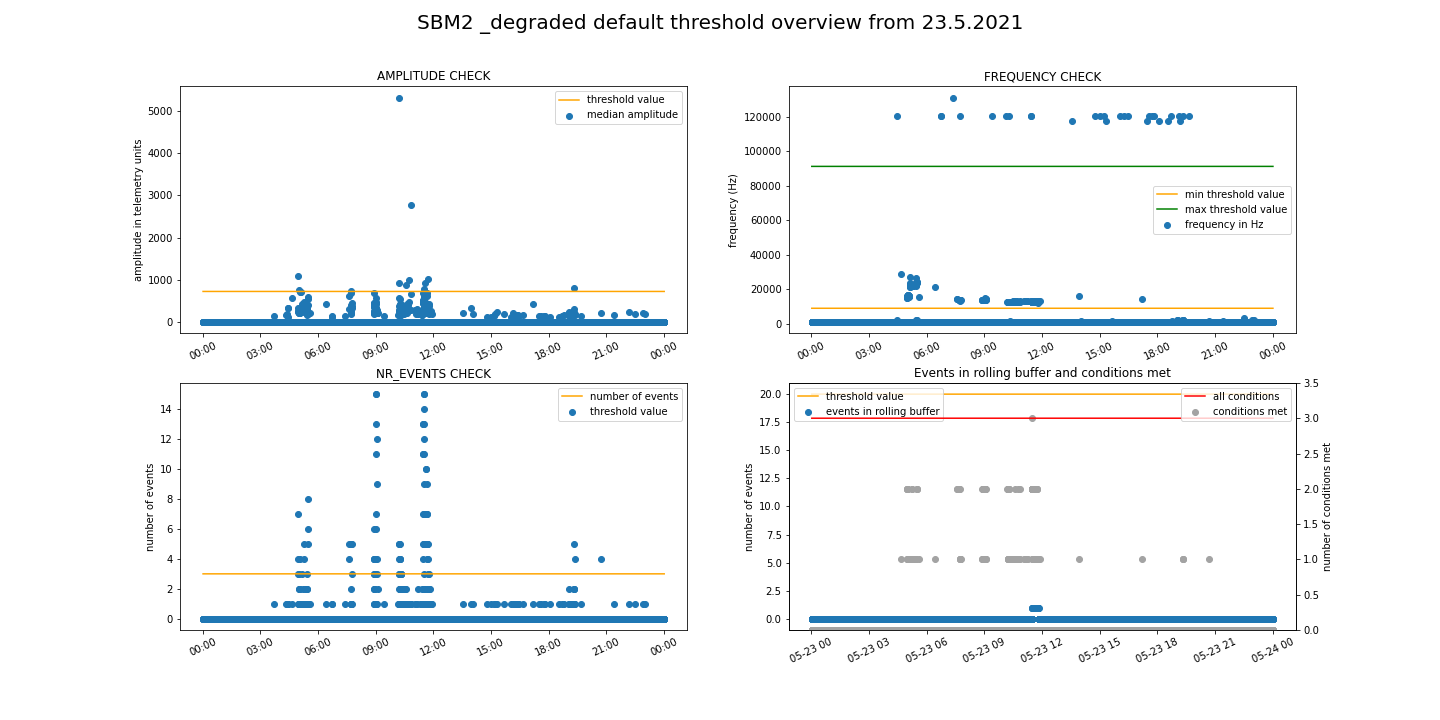 SBM2 _degraded default threshold overview from 23.5.2021
AMPLITUDE CHECK
amplitude in telemetry units
5000
4000
3000
2000
1000
0
threshold value
median amplitude
00:00 03:00 06:00 09:00 12:00 15:00 18:00 21:00 00:00
FREQUENCY CHECK
frequency (Hz)
120000
100000
80000
60000
40000
20000
0
min threshold value
max threshold value
frequency in Hz
00:00 03:00 06:00 09:00 12:00 15:00 18:00 21:00 00:00
NR_EVENTS CHECK
number of events
14
12
10
8
6
4
2
0
number of events
threshold value
00:00 03:00 06:00 09:00 12:00 15:00 18:00 21:00 00:00
Events in rolling buffer and conditions met
number of events
20.0
17.5
15.0
12.5
10.0
7.5
5.0
2.5
0.0
threshold value
events in rolling buffer
all conditions
conditions met
3.5
3.0
2.5
2.0
1.5
1.0
0.5
0.0
number of conditions met
05-23 00 05-23 03 05-23 06 05-23 09 05-23 12 05-23 15 05-23 18 05-23 21 05-24 00